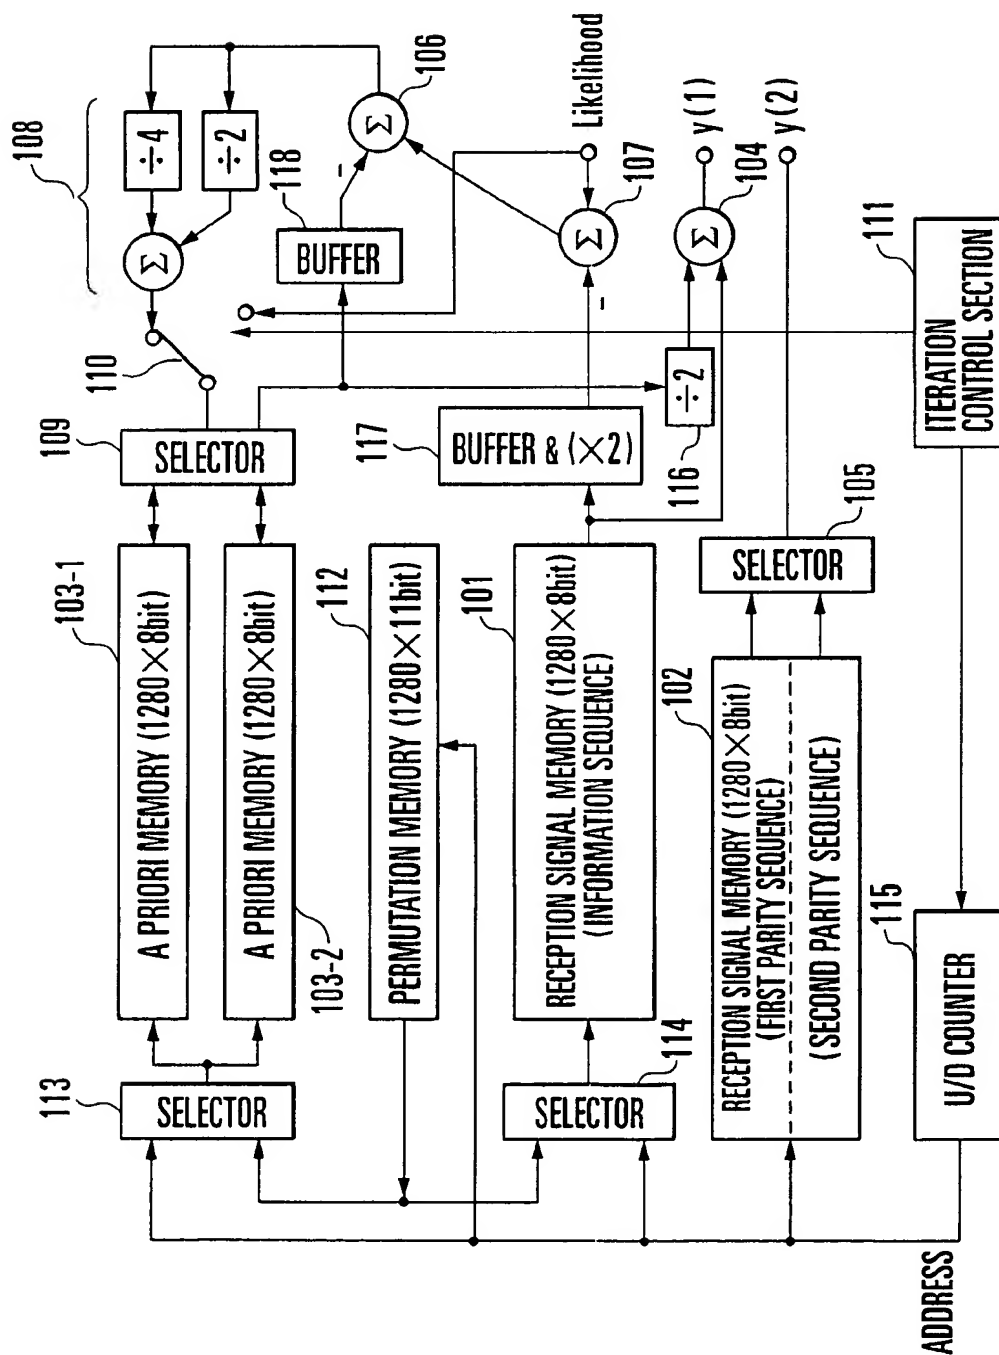 108
÷4
÷2
Σ
106
Σ
110
118
BUFFER
-
Likelihood
107
Σ
-
y(1)
104
Σ
y(2)
109
SELECTOR
117
BUFFER & (×2)
116
÷2
111
ITERATION
CONTROL SECTION
105
SELECTOR
103-1
A PRIORI MEMORY (1280×8bit)
A PRIORI MEMORY (1280×8bit)
103-2
112
PERMUTATION MEMORY (1280×11bit)
101
RECEPTION SIGNAL MEMORY (1280×8bit)
(INFORMATION SEQUENCE)
102
RECEPTION SIGNAL MEMORY (1280×8bit)
(FIRST PARITY SEQUENCE)
(SECOND PARITY SEQUENCE)
113
SELECTOR
114
SELECTOR
115
U/D COUNTER
ADDRESS